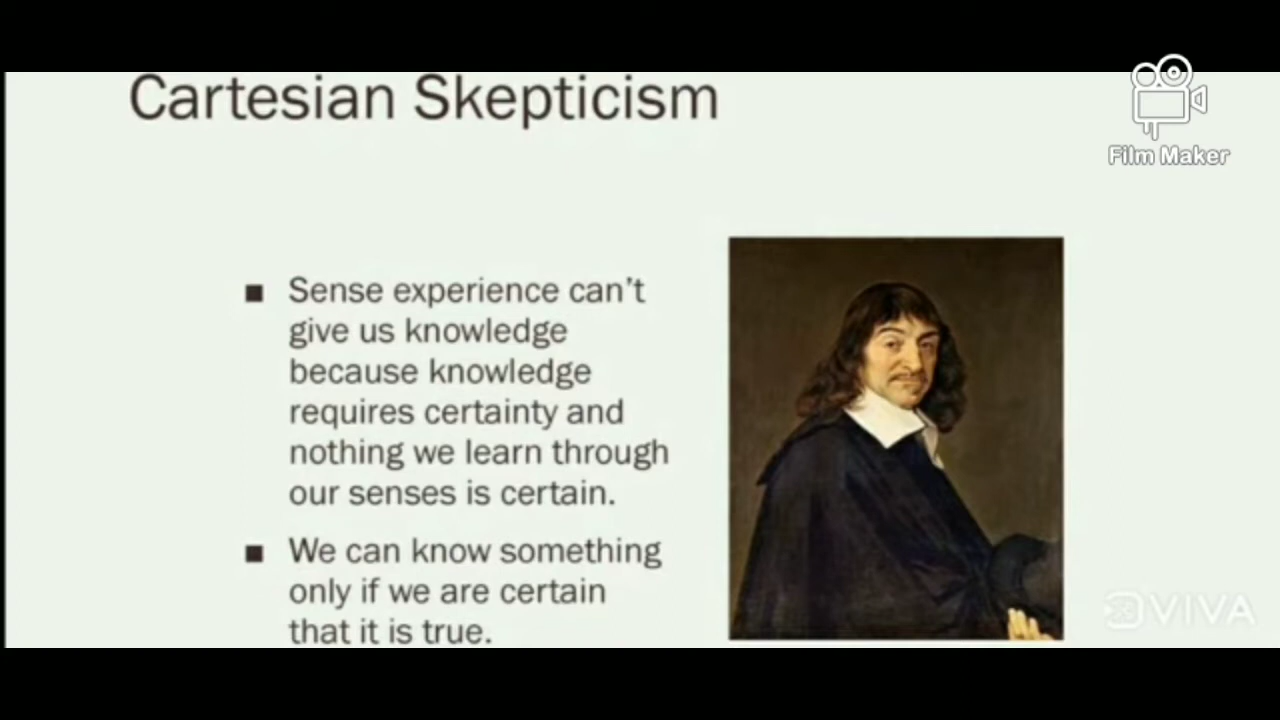 Cartesian Skepticism
Film Maker
■ Sense experience can't
give us knowledge
because knowledge
requires certainty and
nothing we learn through
our senses is certain.
■ We can know something
only if we are certain
that it is true.
VIVA